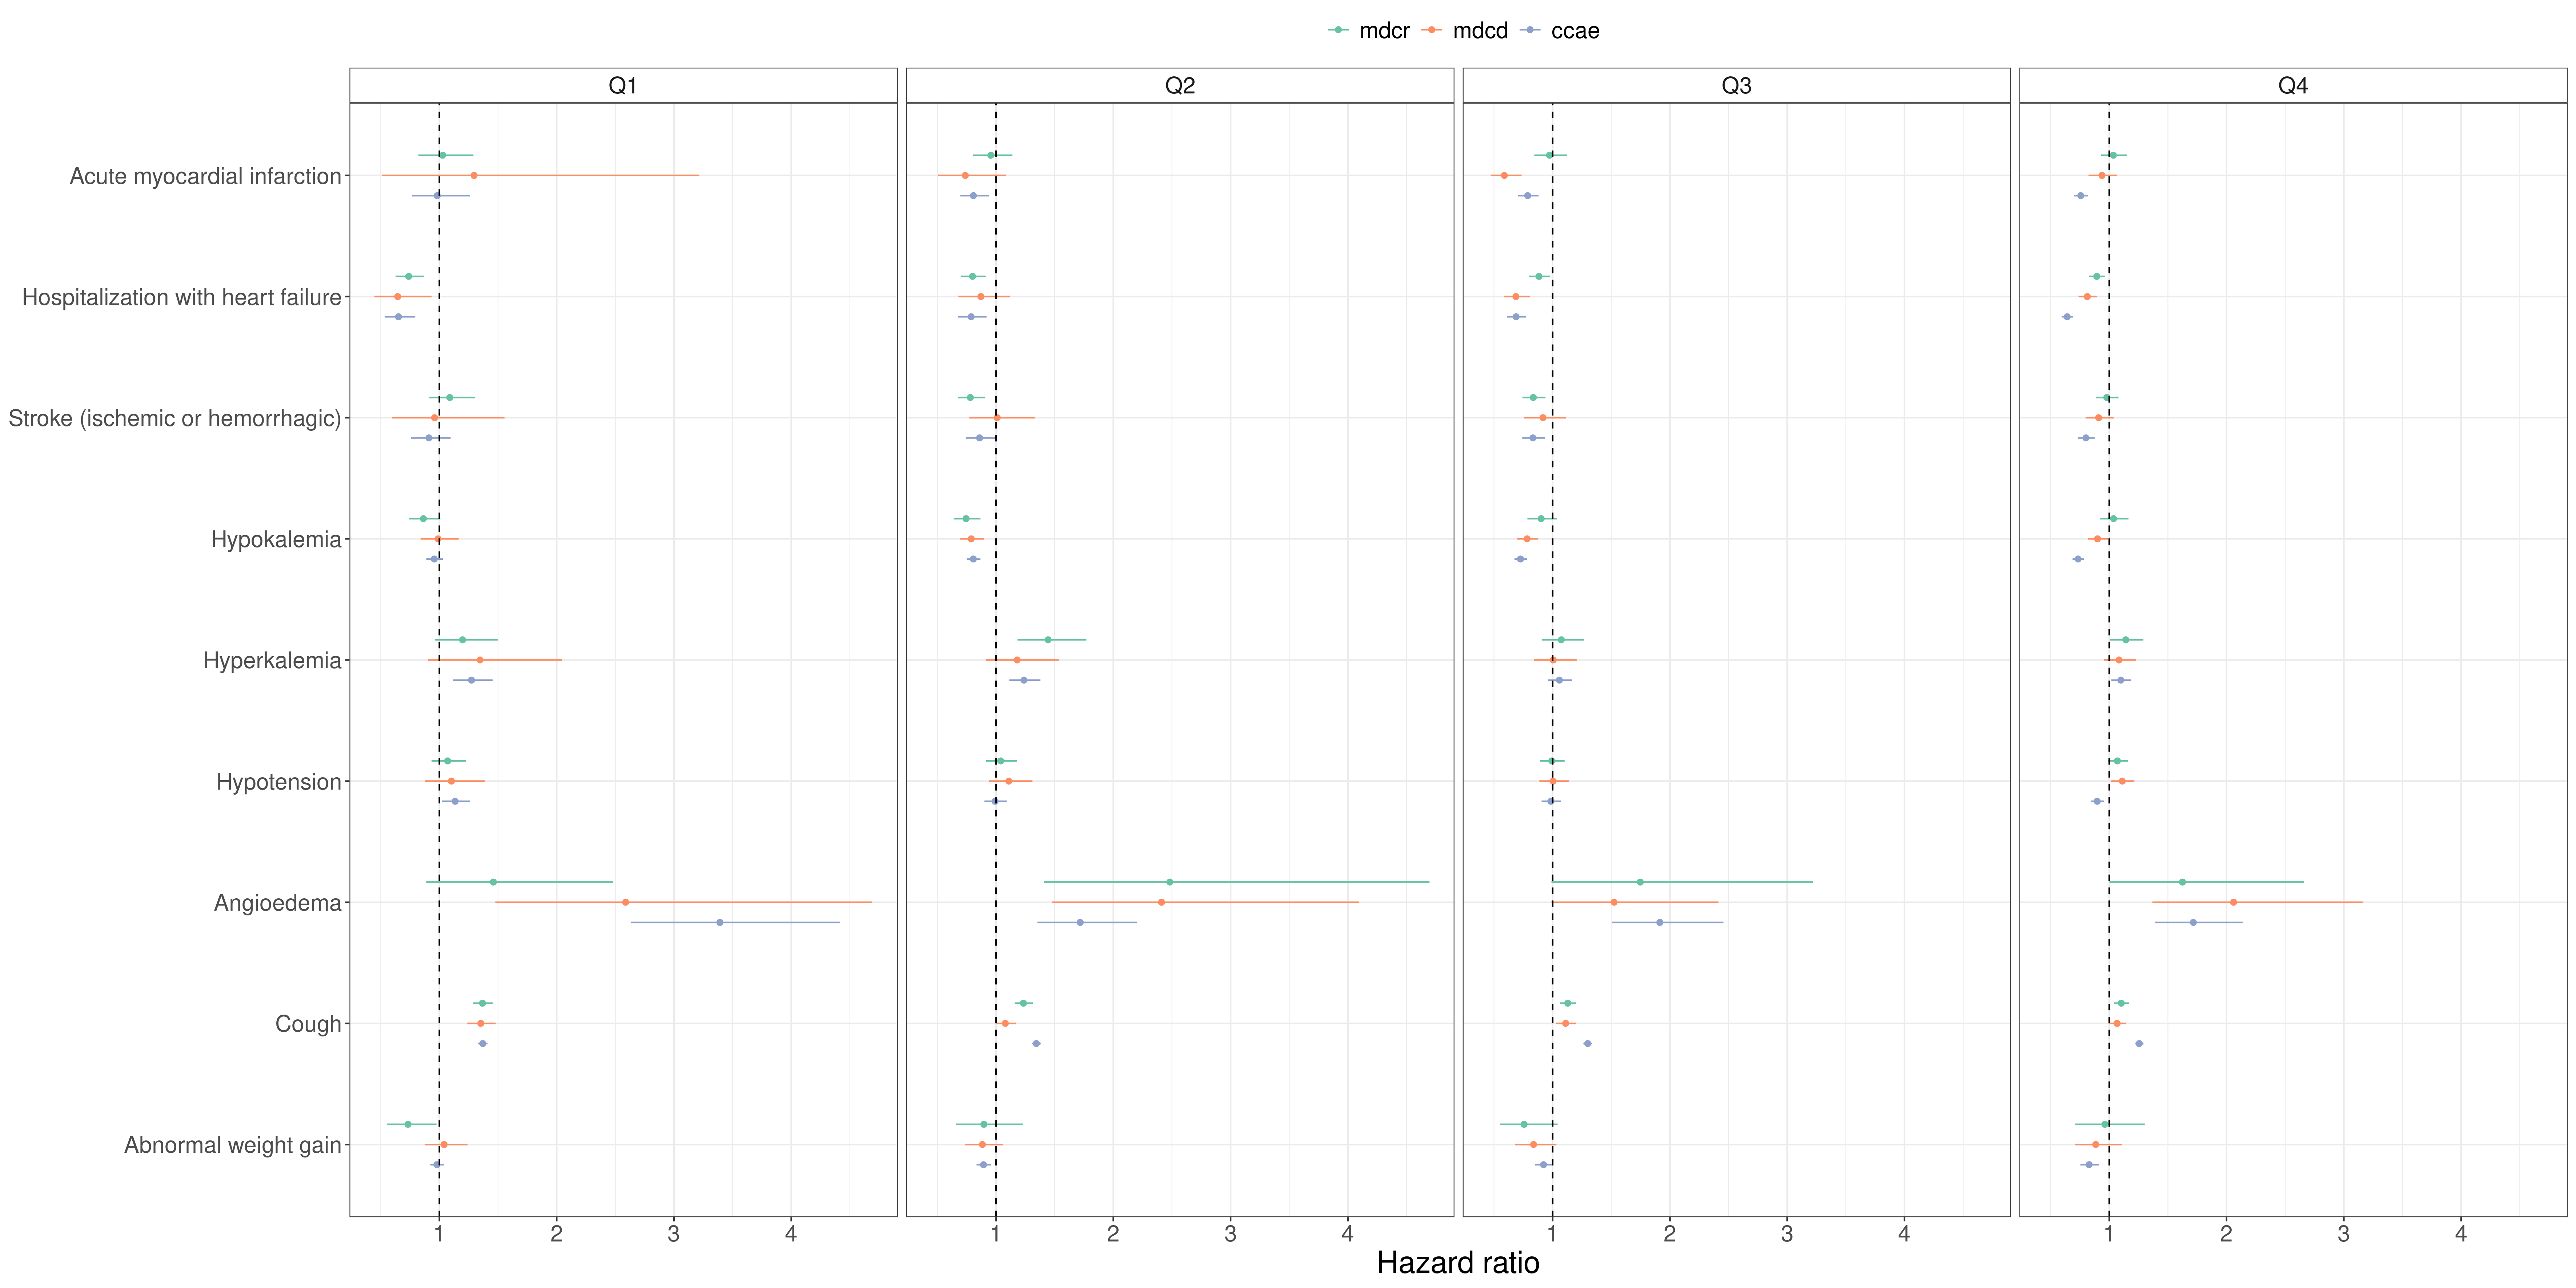 mdcr mdcd ccae
Q1 Q2 Q3 Q4
Acute myocardial infarction
Hospitalization with heart failure
Stroke (ischemic or hemorrhagic)
Hypokalemia
Hyperkalemia
Hypotension
Angioedema
Cough
Abnormal weight gain
1 2 3 4 1 2 3 4 1 2 3 4 1 2 3 4
Hazard ratio